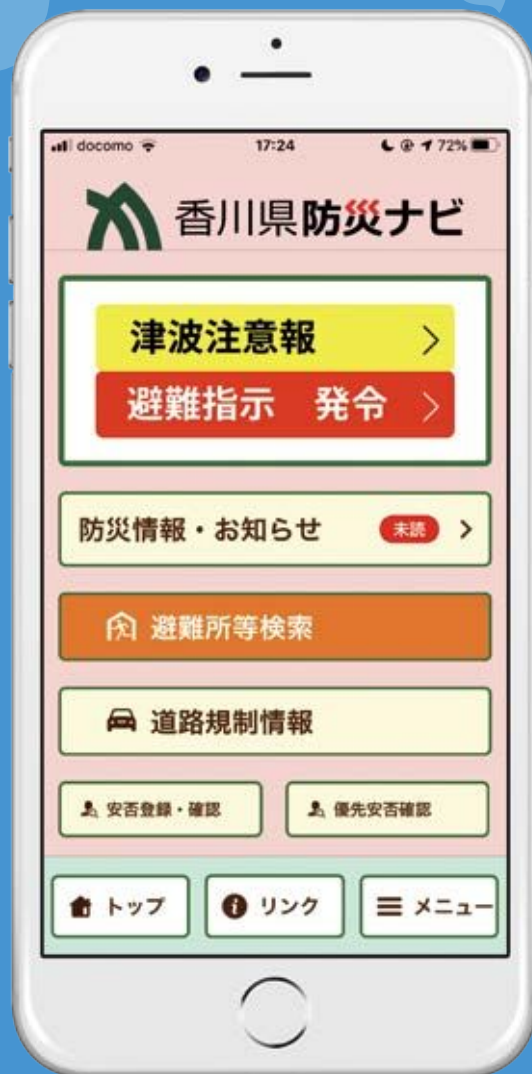 docomo 17:24 72%
香川県防災ナビ
津波注意報
避難指示 発令
防災情報・お知らせ 未読
避難所等検索
道路規制情報
安否登録・確認 優先安否確認
トップ リンク メニュー